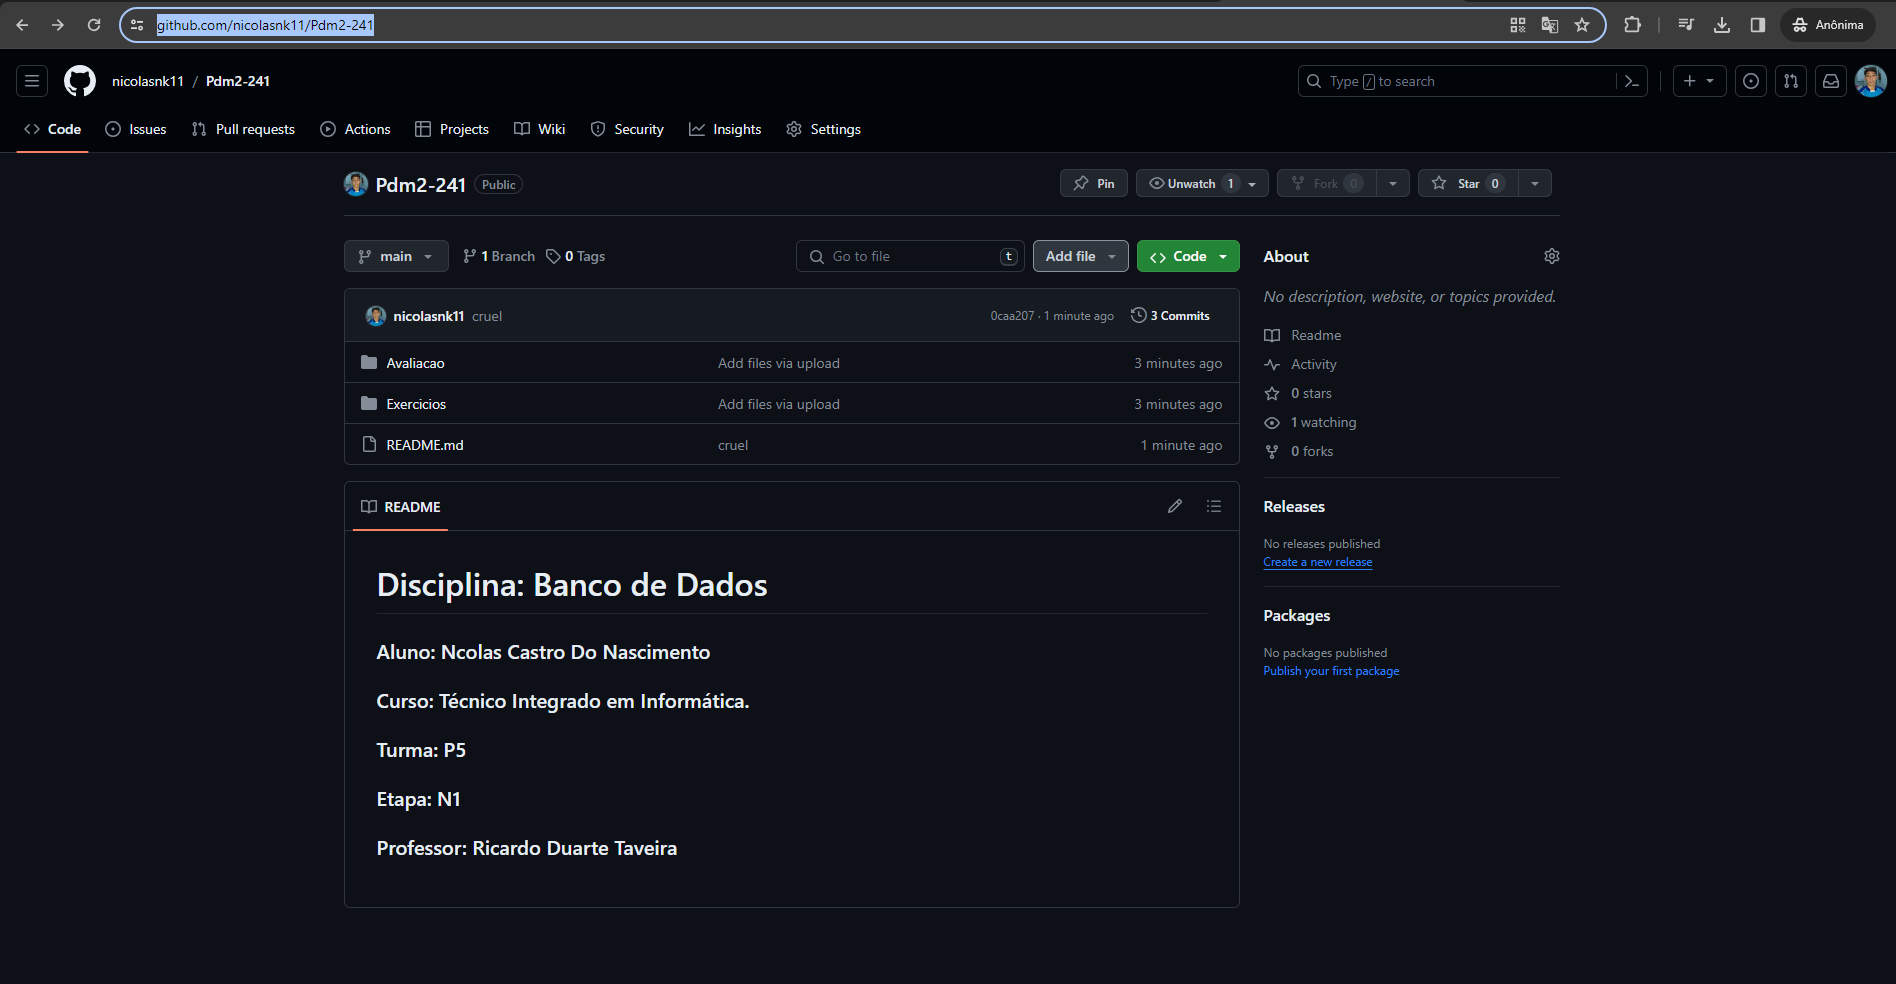 github.com/nicolasnk11/Pdm2-241
Anônima
nicolasnk11 / Pdm2-241
Type / to search
Code Issues Pull requests Actions Projects Wiki Security Insights Settings
Pdm2-241 Public
Pin Unwatch 1 Fork 0 Star 0
main 1 Branch 0 Tags Go to file t Add file Code
nicolasnk11 cruel 0caa207 · 1 minute ago 3 Commits
Avaliacao Add files via upload 3 minutes ago
Exercicios Add files via upload 3 minutes ago
README.md cruel 1 minute ago
README
Disciplina: Banco de Dados
Aluno: Ncolas Castro Do Nascimento
Curso: Técnico Integrado em Informática.
Turma: P5
Etapa: N1
Professor: Ricardo Duarte Taveira
About
No description, website, or topics provided.
Readme
Activity
0 stars
1 watching
0 forks
Releases
No releases published
Create a new release
Packages
No packages published
Publish your first package